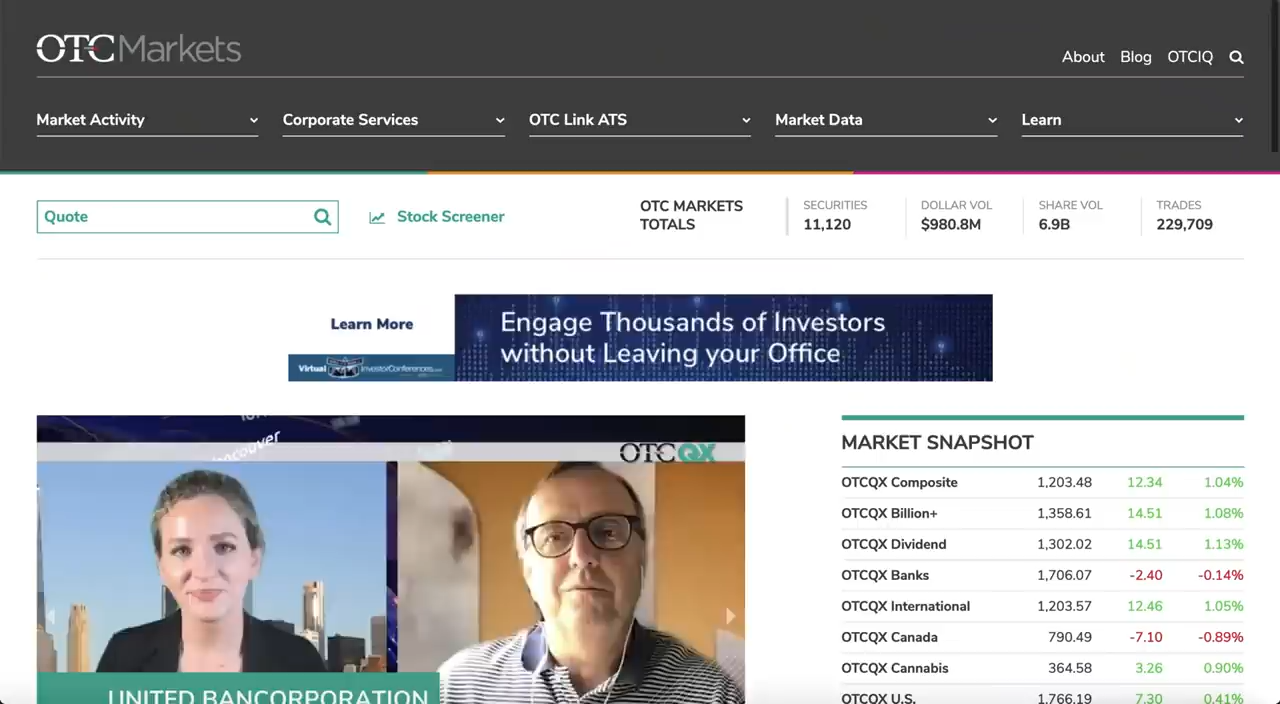 OTCMarkets
About Blog OTCIQ
Market Activity
Corporate Services
OTC Link ATS
Market Data
Learn
Quote
Stock Screener
OTC MARKETS
TOTALS
SECURITIES
11,120
DOLLAR VOL
$980.8M
SHARE VOL
6.9B
TRADES
229,709
Learn More
Virtual InvestorConferences.com
Engage Thousands of Investors
without Leaving your Office
Vancouver
OTCQX
UNITED BANCORPORATION
MARKET SNAPSHOT
OTCQX Composite 1,203.48 12.34 1.04%
OTCQX Billion+ 1,358.61 14.51 1.08%
OTCQX Dividend 1,302.02 14.51 1.13%
OTCQX Banks 1,706.07 -2.40 -0.14%
OTCQX International 1,203.57 12.46 1.05%
OTCQX Canada 790.49 -7.10 -0.89%
OTCQX Cannabis 364.58 3.26 0.90%
OTCQX U.S. 1,766.19 7.30 0.41%